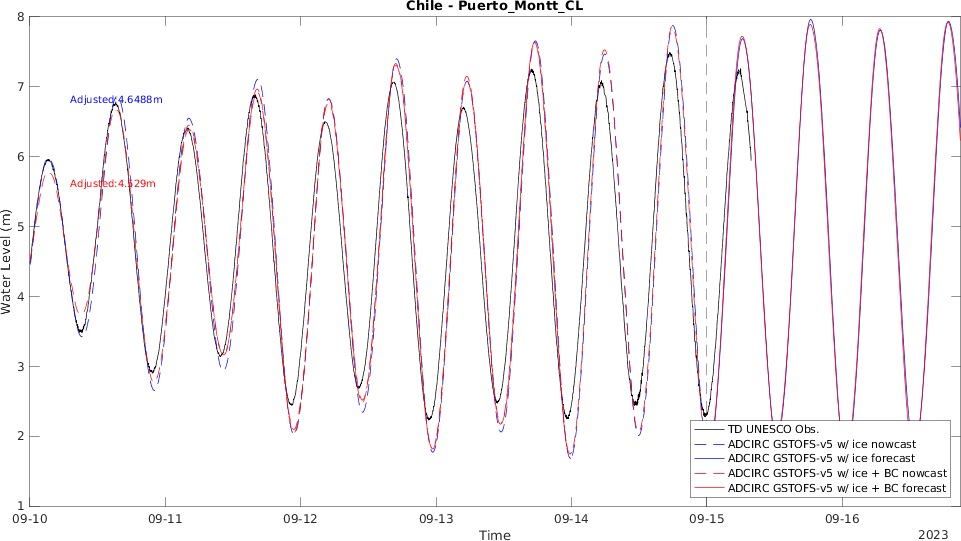 Chile - Puerto_Montt_CL
8
7
6
5
4
3
2
1
Water Level (m)
Adjusted:4.6488m
Adjusted:4.529m
TD UNESCO Obs.
ADCIRC GSTOFS-v5 w/ ice nowcast
ADCIRC GSTOFS-v5 w/ ice forecast
ADCIRC GSTOFS-v5 w/ ice + BC nowcast
ADCIRC GSTOFS-v5 w/ ice + BC forecast
09-10 09-11 09-12 09-13 09-14 09-15 09-16
Time
2023